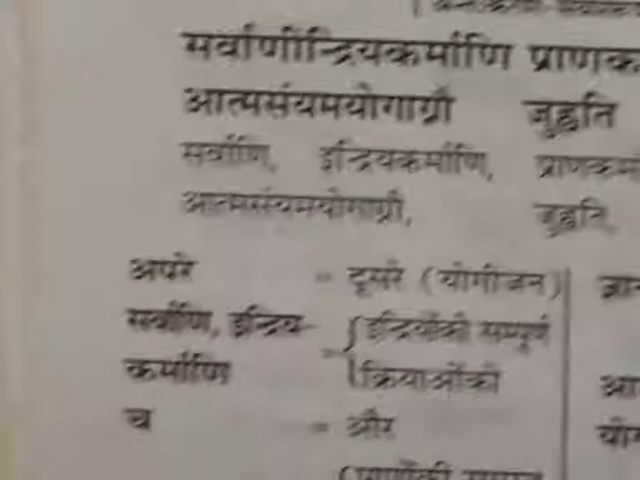 सर्वाणीन्द्रियकर्माणि प्राणक
आत्मसंयमयोगाग्नौ जुह्वति
सर्वाणि, इन्द्रियकर्माणि, प्राणकर्मा
आत्मसंयमयोगाग्नौ, जुह्वति,
अपरे = दूसरे (योगीजन)
सर्वाणि, इन्द्रिय- इन्द्रियोंकी सम्पूर्ण
कर्माणि = क्रियाओंको आ
च = और योग